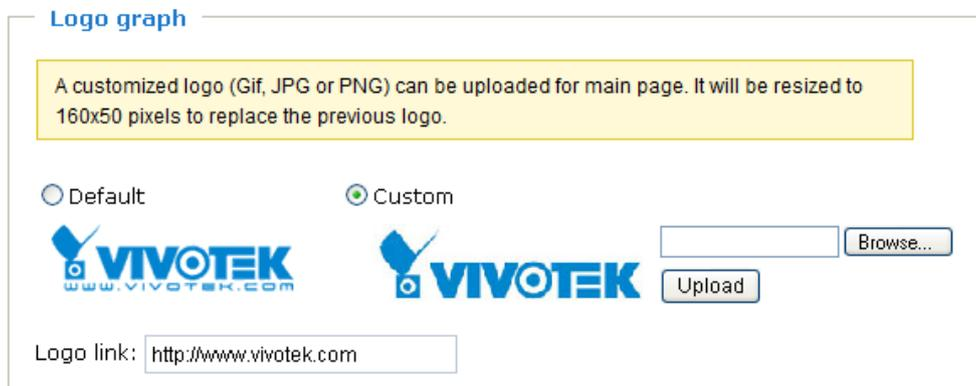 Logo graph
A customized logo (Gif, JPG or PNG) can be uploaded for main page. It will be resized to
160x50 pixels to replace the previous logo.
Default
Custom
VIVOTEK
www.vivotek.com
VIVOTEK
Browse...
Upload
Logo link: http://www.vivotek.com